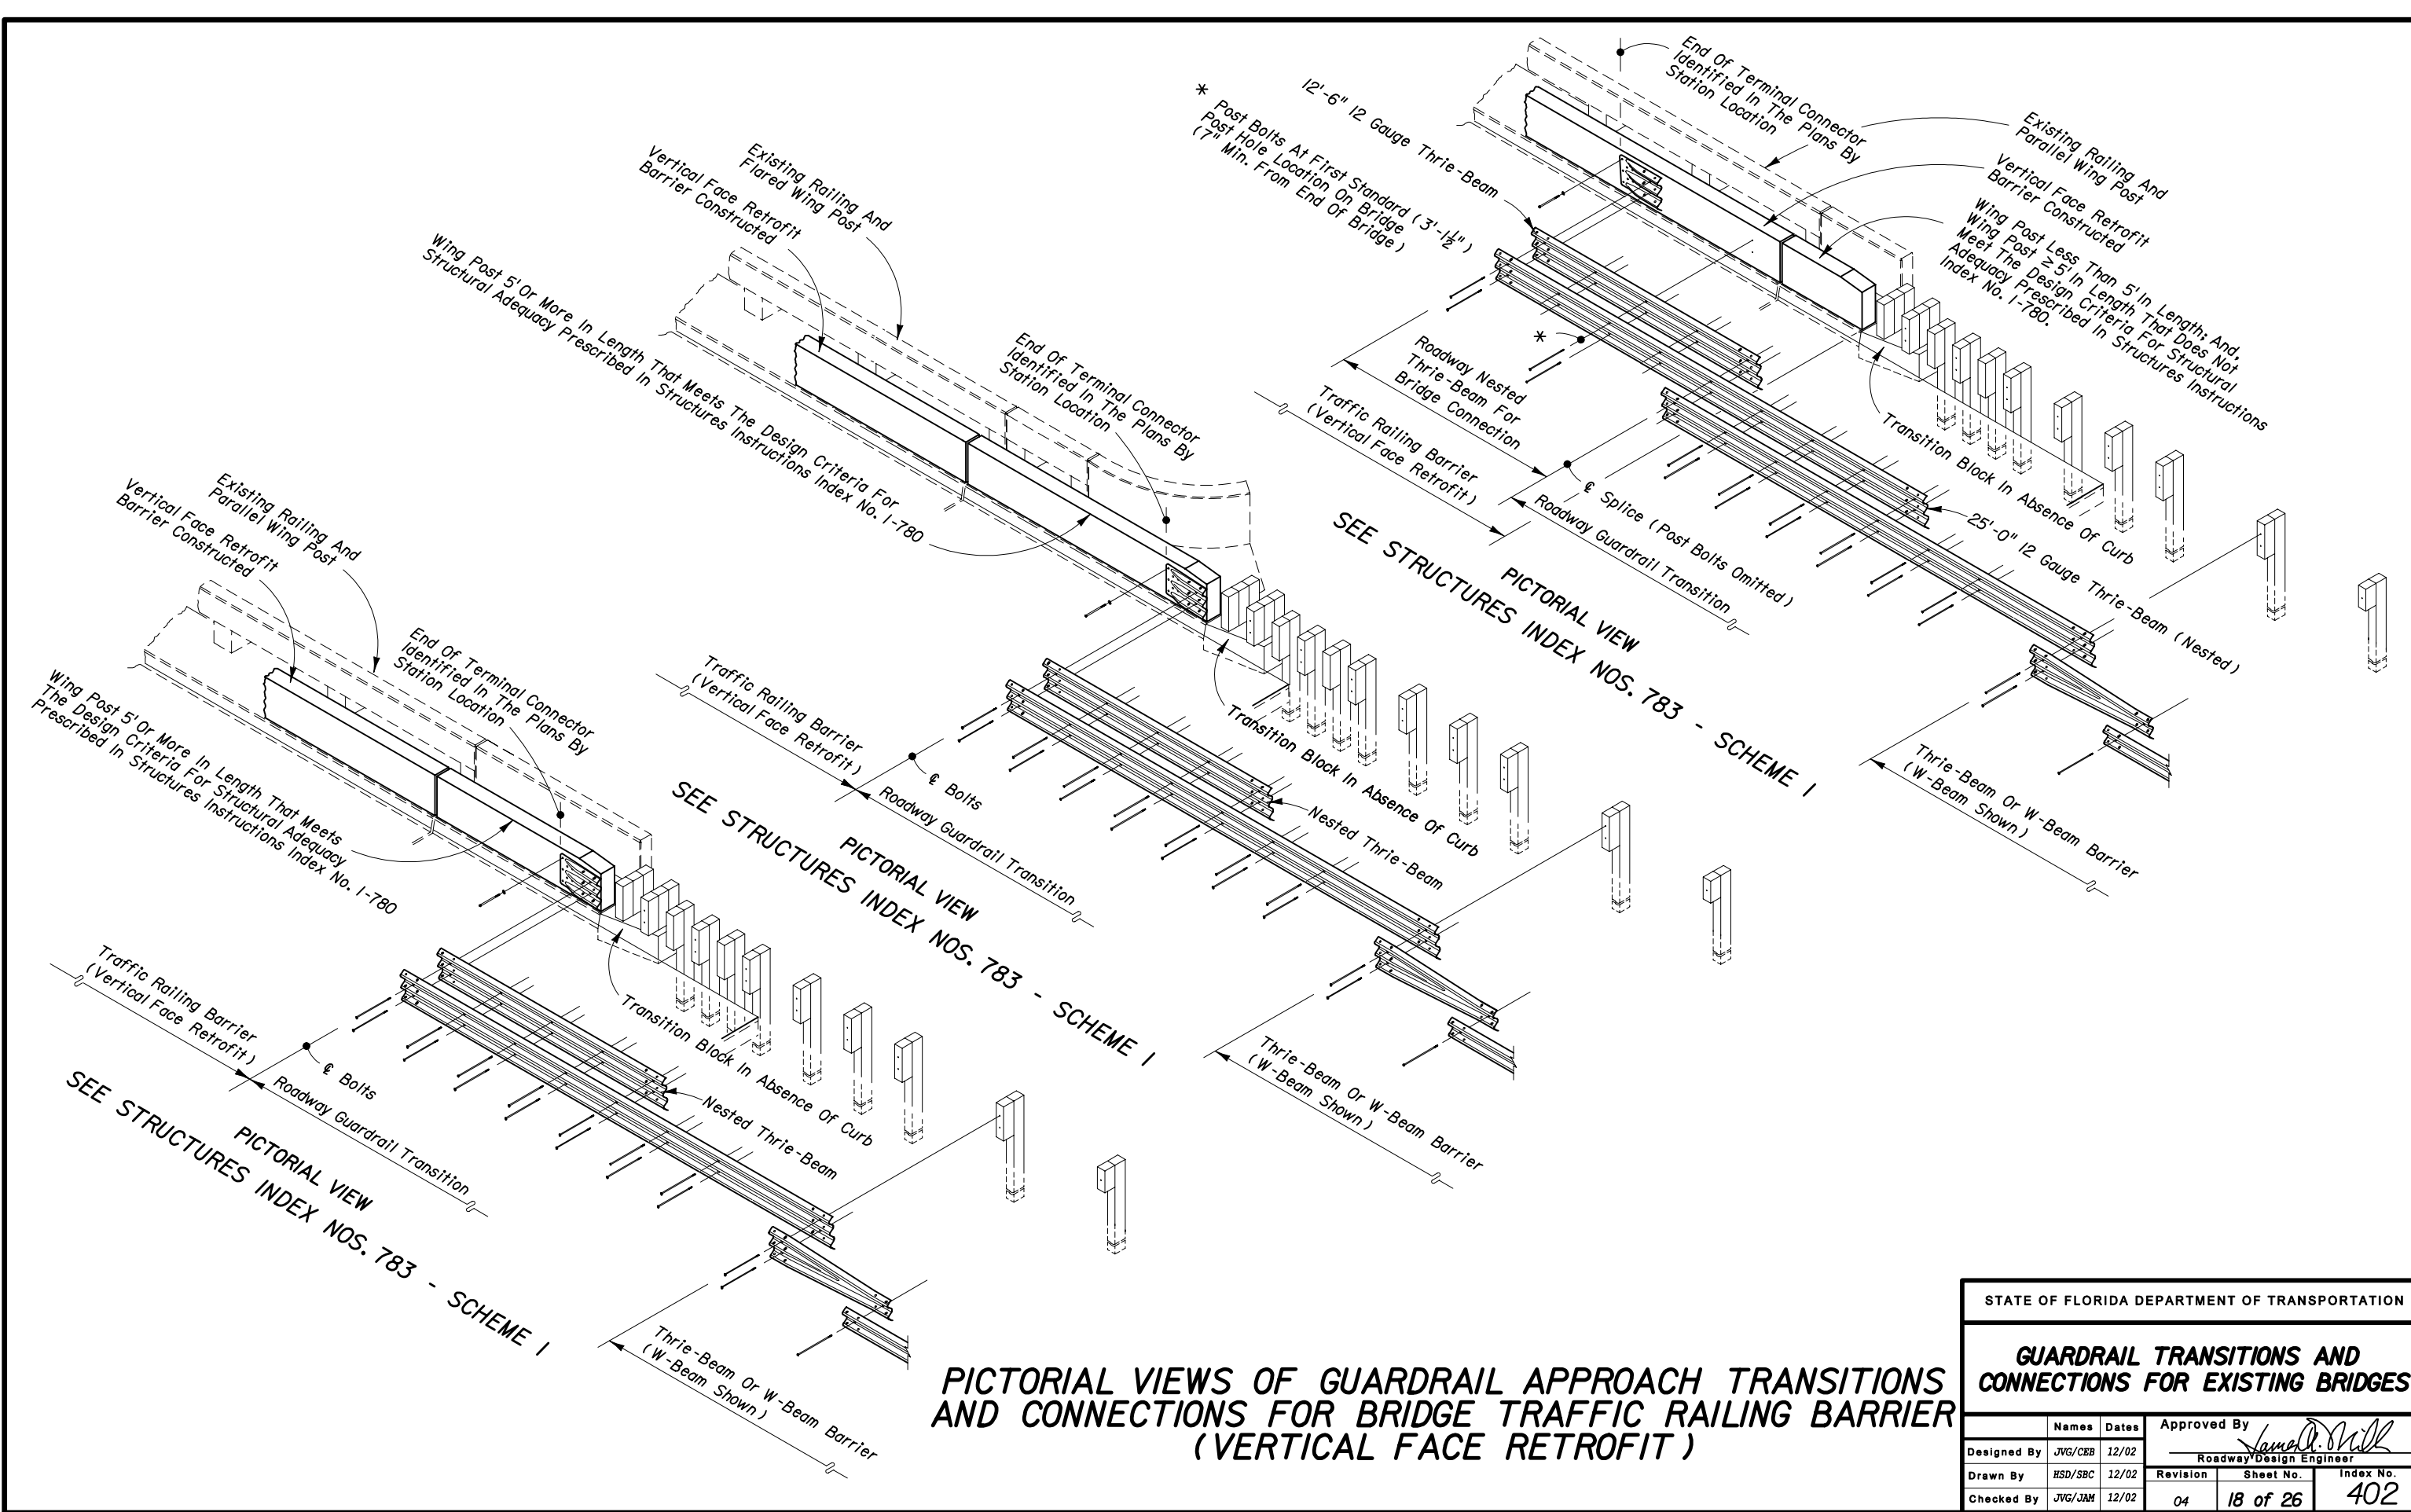 Vertical Face Retrofit
Barrier Constructed
Existing Railing And
Parallel Wing Post
End Of Terminal Connector
Identified In The Plans By
Station Location
Wing Post 5' Or More In Length That Meets
The Design Criteria For Structural Adequacy
Prescribed In Structures Instructions Index No. I-780
Traffic Railing Barrier
(Vertical Face Retrofit)
℄ Bolts
Roadway Guardrail Transition
Transition Block In Absence Of Curb
Nested Thrie-Beam
PICTORIAL VIEW
SEE STRUCTURES INDEX NOS. 783 - SCHEME I
Thrie-Beam Or W-Beam Barrier
(W-Beam Shown)
Vertical Face Retrofit
Barrier Constructed
Existing Railing And
Flared Wing Post
Wing Post 5' Or More In Length That Meets The Design Criteria For
Structural Adequacy Prescribed In Structures Instructions Index No. I-780
End Of Terminal Connector
Identified In The Plans By
Station Location
Traffic Railing Barrier
(Vertical Face Retrofit)
℄ Bolts
Roadway Guardrail Transition
Transition Block In Absence Of Curb
Nested Thrie-Beam
PICTORIAL VIEW
SEE STRUCTURES INDEX NOS. 783 - SCHEME I
Thrie-Beam Or W-Beam Barrier
(W-Beam Shown)
* Post Bolts At First Standard (3'-1½")
Post Hole Location On Bridge
(7" Min. From End Of Bridge)
12'-6" 12 Gauge Thrie-Beam
End Of Terminal Connector
Identified In The Plans By
Station Location
Existing Railing And
Parallel Wing Post
Vertical Face Retrofit
Barrier Constructed
Wing Post Less Than 5' In Length; And,
Wing Post ≥ 5' In Length That Does Not
Meet The Design Criteria For Structural
Adequacy Prescribed In Structures Instructions
Index No. I-780.
*
Roadway Nested
Thrie-Beam For
Bridge Connection
Traffic Railing Barrier
(Vertical Face Retrofit)
℄ Splice (Post Bolts Omitted)
Roadway Guardrail Transition
Transition Block In Absence Of Curb
25'-0" 12 Gauge Thrie-Beam (Nested)
PICTORIAL VIEW
SEE STRUCTURES INDEX NOS. 783 - SCHEME I
Thrie-Beam Or W-Beam Barrier
(W-Beam Shown)
PICTORIAL VIEWS OF GUARDRAIL APPROACH TRANSITIONS
AND CONNECTIONS FOR BRIDGE TRAFFIC RAILING BARRIER
(VERTICAL FACE RETROFIT)
STATE OF FLORIDA DEPARTMENT OF TRANSPORTATION
GUARDRAIL TRANSITIONS AND
CONNECTIONS FOR EXISTING BRIDGES
Names Dates
Designed By JVG/CEB 12/02
Drawn By HSD/SBC 12/02
Checked By JVG/JAM 12/02
Approved By
James A. Mills
Roadway Design Engineer
Revision Sheet No. Index No.
04 18 of 26 402